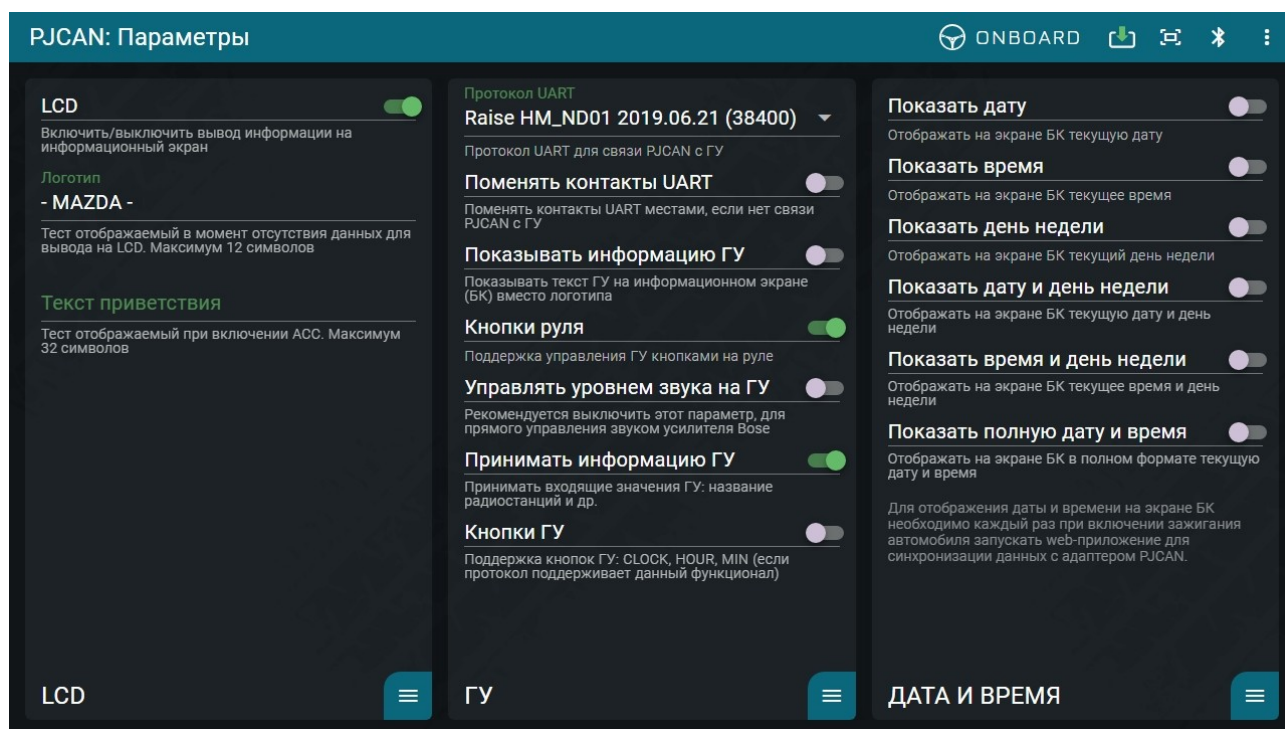 PJCAN: Параметры
ONBOARD
LCD
Включить/выключить вывод информации на
информационный экран
Логотип
- MAZDA -
Тест отображаемый в момент отсутствия данных для
вывода на LCD. Максимум 12 символов
Текст приветствия
Тест отображаемый при включении ACC. Максимум
32 символов
LCD
Протокол UART
Raise HM_ND01 2019.06.21 (38400)
Протокол UART для связи PJCAN с ГУ
Поменять контакты UART
Поменять контакты UART местами, если нет связи
PJCAN с ГУ
Показывать информацию ГУ
Показывать текст ГУ на информационном экране
(БК) вместо логотипа
Кнопки руля
Поддержка управления ГУ кнопками на руле
Управлять уровнем звука на ГУ
Рекомендуется выключить этот параметр, для
прямого управления звуком усилителя Bose
Принимать информацию ГУ
Принимать входящие значения ГУ: название
радиостанций и др.
Кнопки ГУ
Поддержка кнопок ГУ: CLOCK, HOUR, MIN (если
протокол поддерживает данный функционал)
ГУ
Показать дату
Отображать на экране БК текущую дату
Показать время
Отображать на экране БК текущее время
Показать день недели
Отображать на экране БК текущий день недели
Показать дату и день недели
Отображать на экране БК текущую дату и день
недели
Показать время и день недели
Отображать на экране БК текущее время и день
недели
Показать полную дату и время
Отображать на экране БК в полном формате текущую
дату и время
Для отображения даты и времени на экране БК
необходимо каждый раз при включении зажигания
автомобиля запускать web-приложение для
синхронизации данных с адаптером PJCAN.
ДАТА И ВРЕМЯ